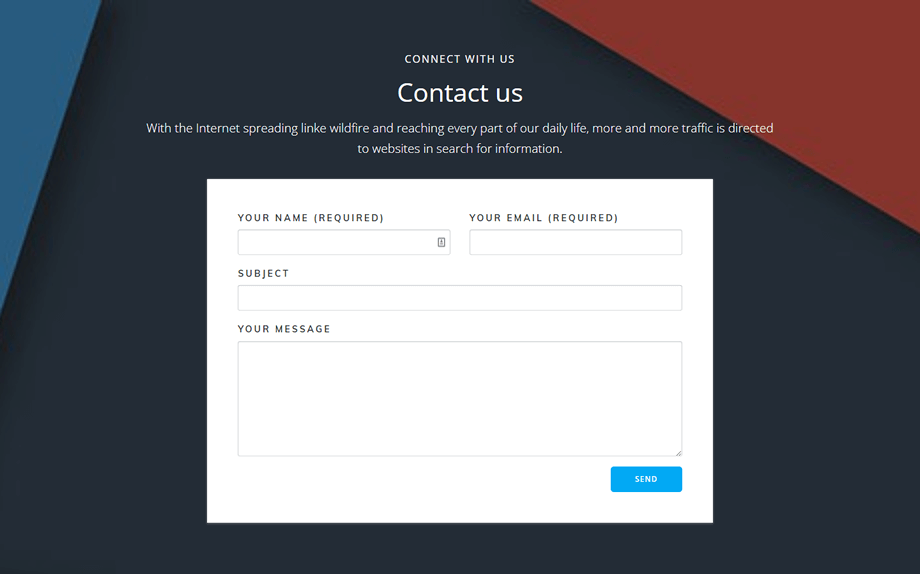 CONNECT WITH US
Contact us
With the Internet spreading linke wildfire and reaching every part of our daily life, more and more traffic is directed
to websites in search for information.
YOUR NAME (REQUIRED)
YOUR EMAIL (REQUIRED)
SUBJECT
YOUR MESSAGE
SEND